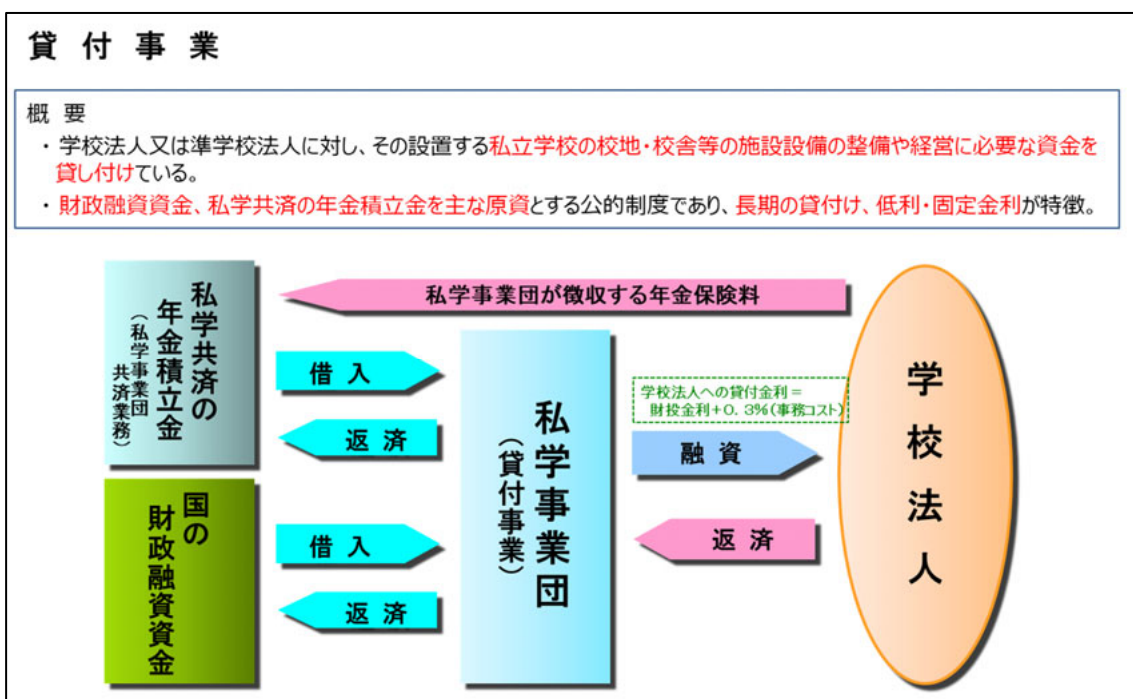 貸 付 事 業
概 要
・ 学校法人又は準学校法人に対し、その設置する私立学校の校地・校舎等の施設設備の整備や経営に必要な資金を
貸し付けている。
・ 財政融資資金、私学共済の年金積立金を主な原資とする公的制度であり、長期の貸付け、低利・固定金利が特徴。
私学事業団が徴収する年金保険料
私学共済の
年金積立金
（私学事業団
共済業務）
借 入
返 済
国の
財政融資資金
借 入
返 済
私学事業団
（貸付事業）
学校法人への貸付金利＝
財投金利＋０．３％（事務コスト）
融 資
返 済
学校法人